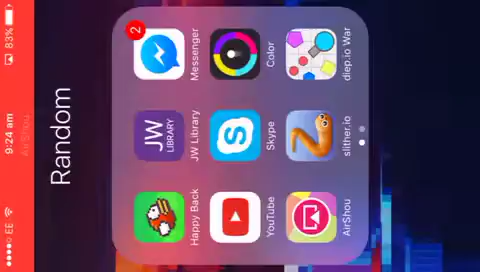 EE 9:24 am 83%
AirShou
Random
Happy Back JW Library Messenger
YouTube Skype Color
AirShou slither.io diep.io War
JW
LIBRARY
2